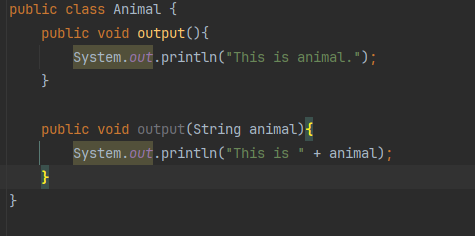 public class Animal {
    public void output(){
        System.out.println("This is animal.");
    }

    public void output(String animal){
        System.out.println("This is " + animal);
    }
}